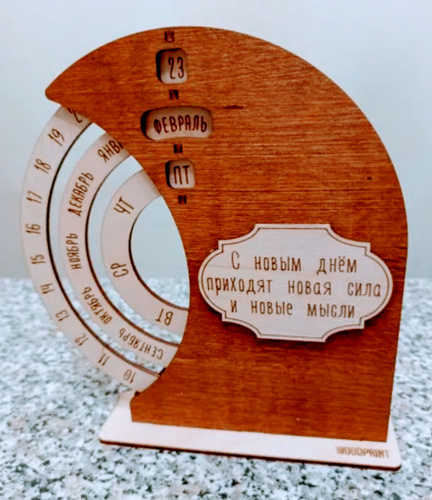 23
ФЕВРАЛЬ
ПТ
19
18
17
16
15
14
13
12
11
10
ЯНВ
ДЕКАБРЬ
НОЯБРЬ
ОКТЯБРЬ
СЕНТЯБРЬ
ЧТ
СР
ВТ
С НОВЫМ ДНЁМ
ПРИХОДЯТ НОВАЯ СИЛА
И НОВЫЕ МЫСЛИ
WOODPRINT